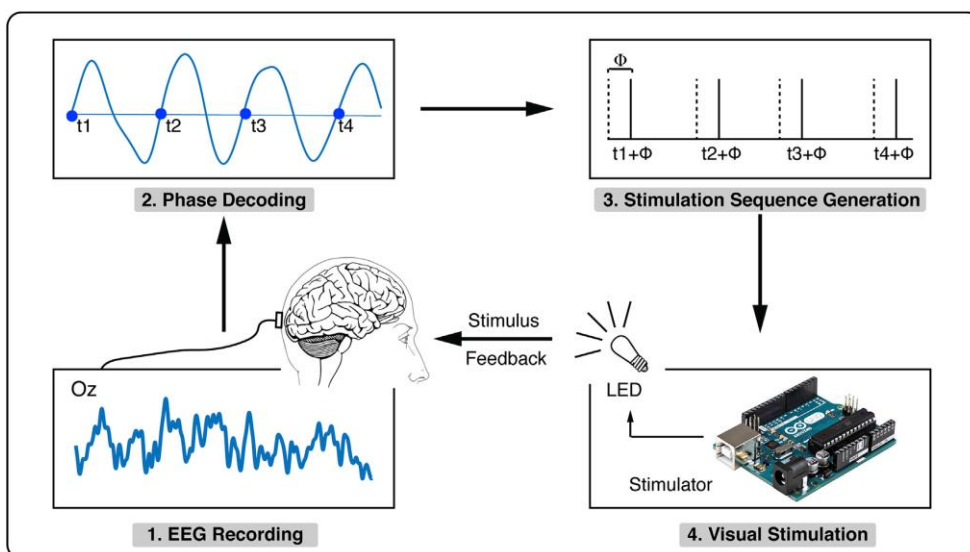 t1
t2
t3
t4
2. Phase Decoding
Φ
t1+Φ
t2+Φ
t3+Φ
t4+Φ
3. Stimulation Sequence Generation
Stimulus
Feedback
Oz
1. EEG Recording
LED
Stimulator
4. Visual Stimulation